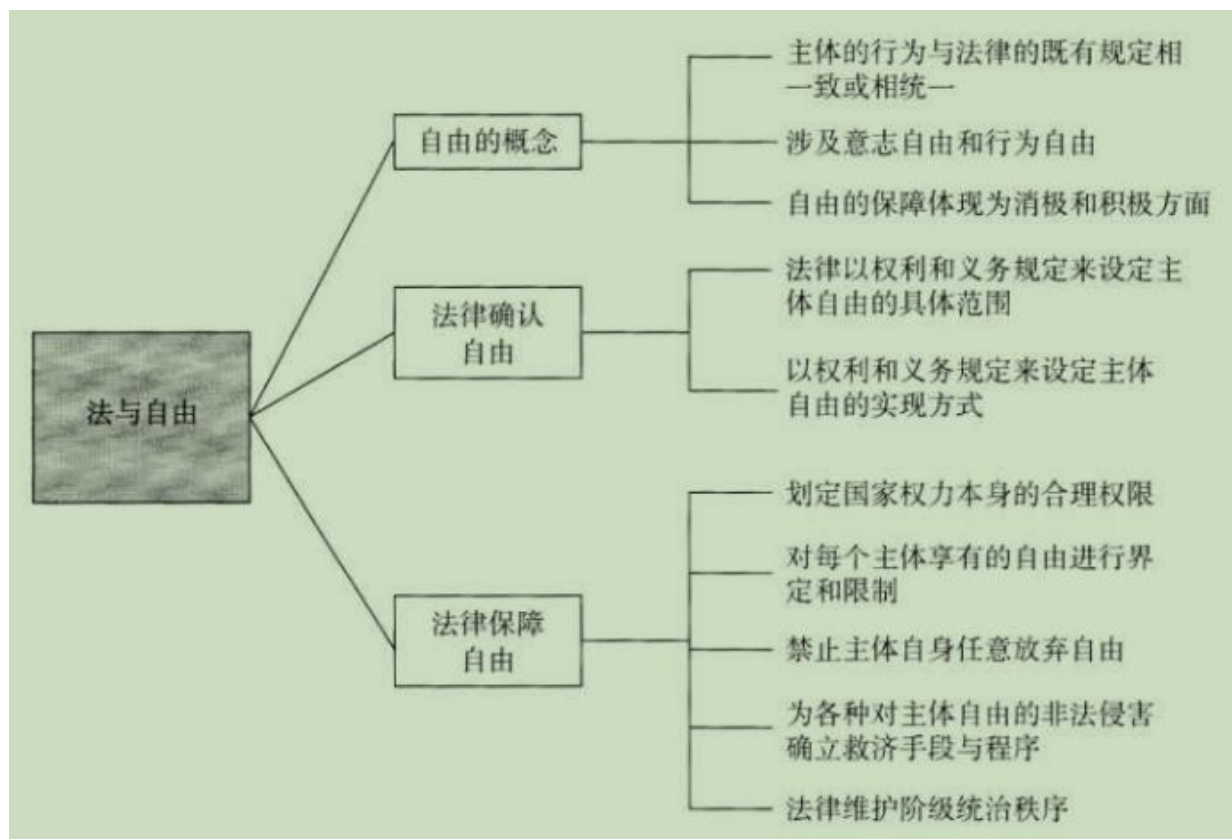 主体的行为与法律的既有规定相
一致或相统一
自由的概念
涉及意志自由和行为自由
自由的保障体现为消极和积极方面
法律以权利和义务规定来设定主
体自由的具体范围
法律确认
自由
以权利和义务规定来设定主体
自由的实现方式
法与自由
划定国家权力本身的合理权限
对每个主体享有的自由进行界
定和限制
法律保障
自由
禁止主体自身任意放弃自由
为各种对主体自由的非法侵害
确立救济手段与程序
法律维护阶级统治秩序